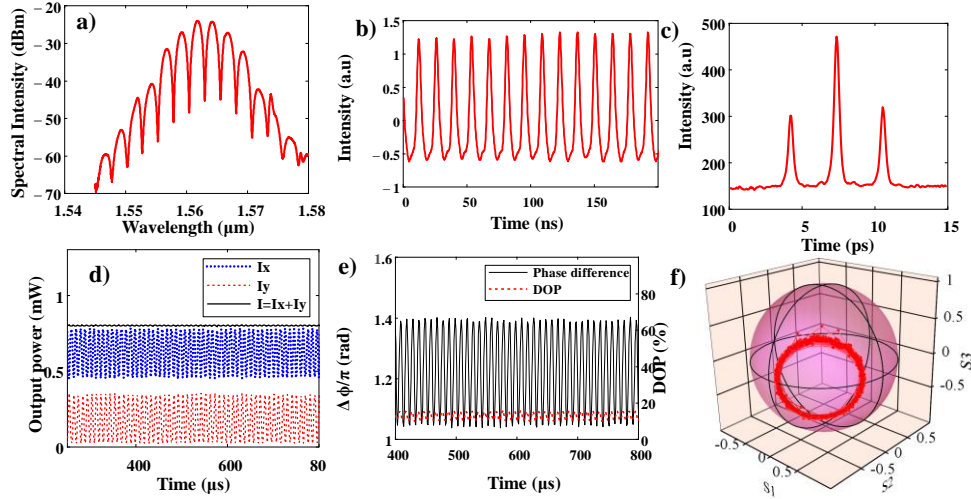 a)
Spectral Intensity (dBm)
−20
−30
−40
−50
−60
−70
1.54
1.55
1.56
1.57
1.58
Wavelength (μm)
b)
Intensity (a.u)
1.5
1
0.5
0
−0.5
−1
0
50
100
150
Time (ns)
c)
Intensity (a.u)
500
400
300
200
100
0
5
10
15
Time (ps)
d)
Output power (mW)
1
0.5
0
Ix
Iy
I=Ix+Iy
400
600
80
Time (μs)
e)
Δ ϕ/π (rad)
1.6
1.4
1.2
1
Phase difference
DOP
80
60
40
20
0
DOP (%)
400
500
600
700
800
Time (μs)
f)
1
0.5
0
-0.5
S3
-0.5
0
0.5
S1
-0.5
0
0.5
S2